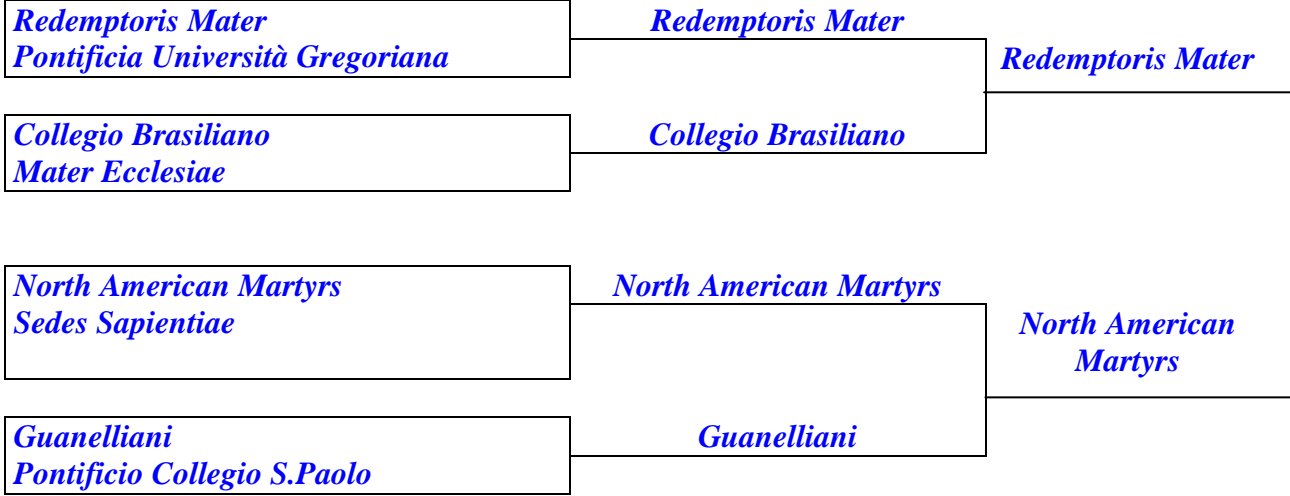 Redemptoris Mater
Pontificia Università Gregoriana
Redemptoris Mater
Redemptoris Mater
Collegio Brasiliano
Mater Ecclesiae
Collegio Brasiliano
North American Martyrs
Sedes Sapientiae
North American Martyrs
North American
Martyrs
Guanelliani
Pontificio Collegio S.Paolo
Guanelliani